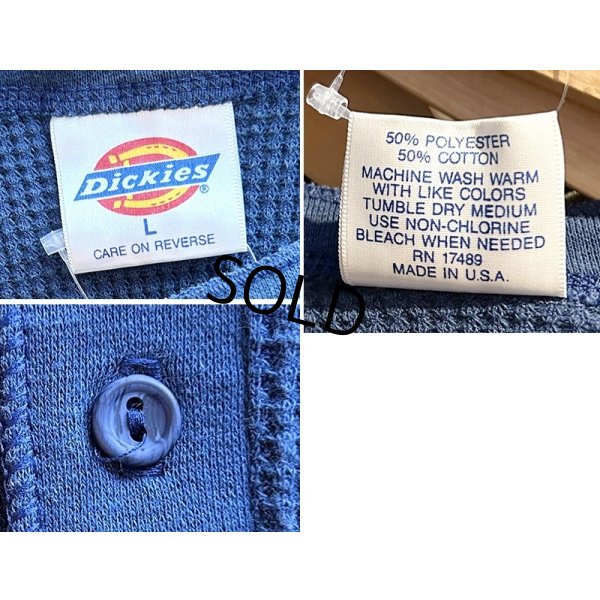 Dickies®
L
CARE ON REVERSE
50% POLYESTER
50% COTTON
MACHINE WASH WARM
WITH LIKE COLORS
TUMBLE DRY MEDIUM
USE NON-CHLORINE
BLEACH WHEN NEEDED
RN 17489
MADE IN U.S.A.
SOLD